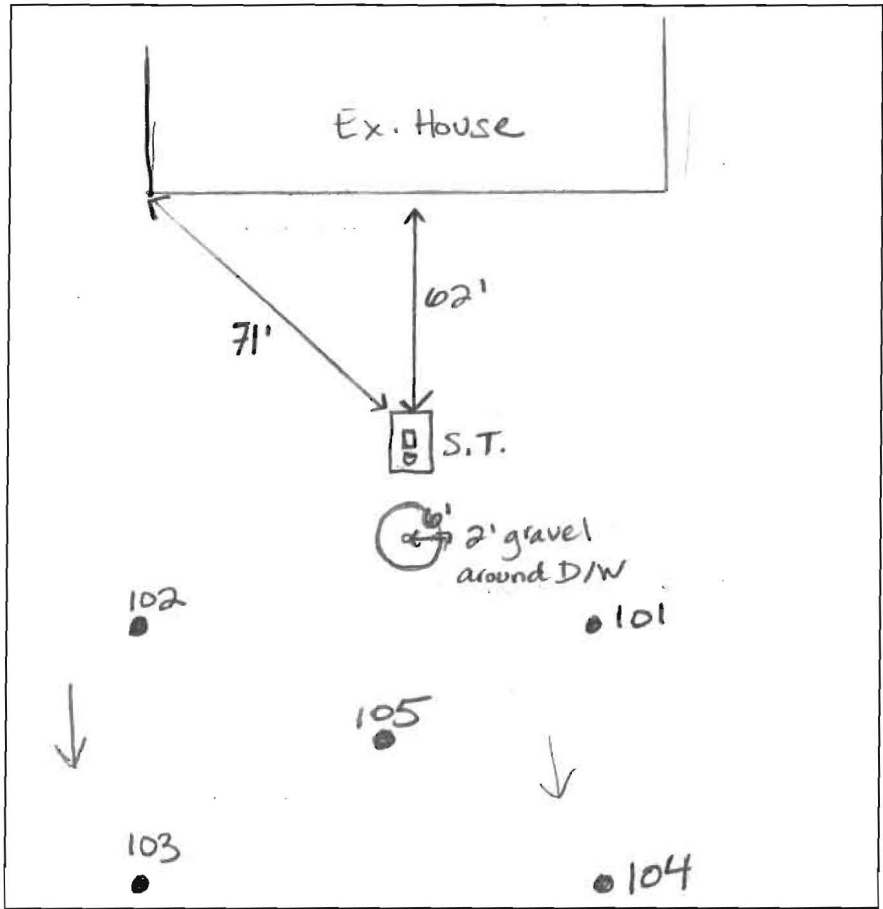 Ex. House
62'
71'
S.T.
6'
2' gravel
around D/W
102
101
105
103
104